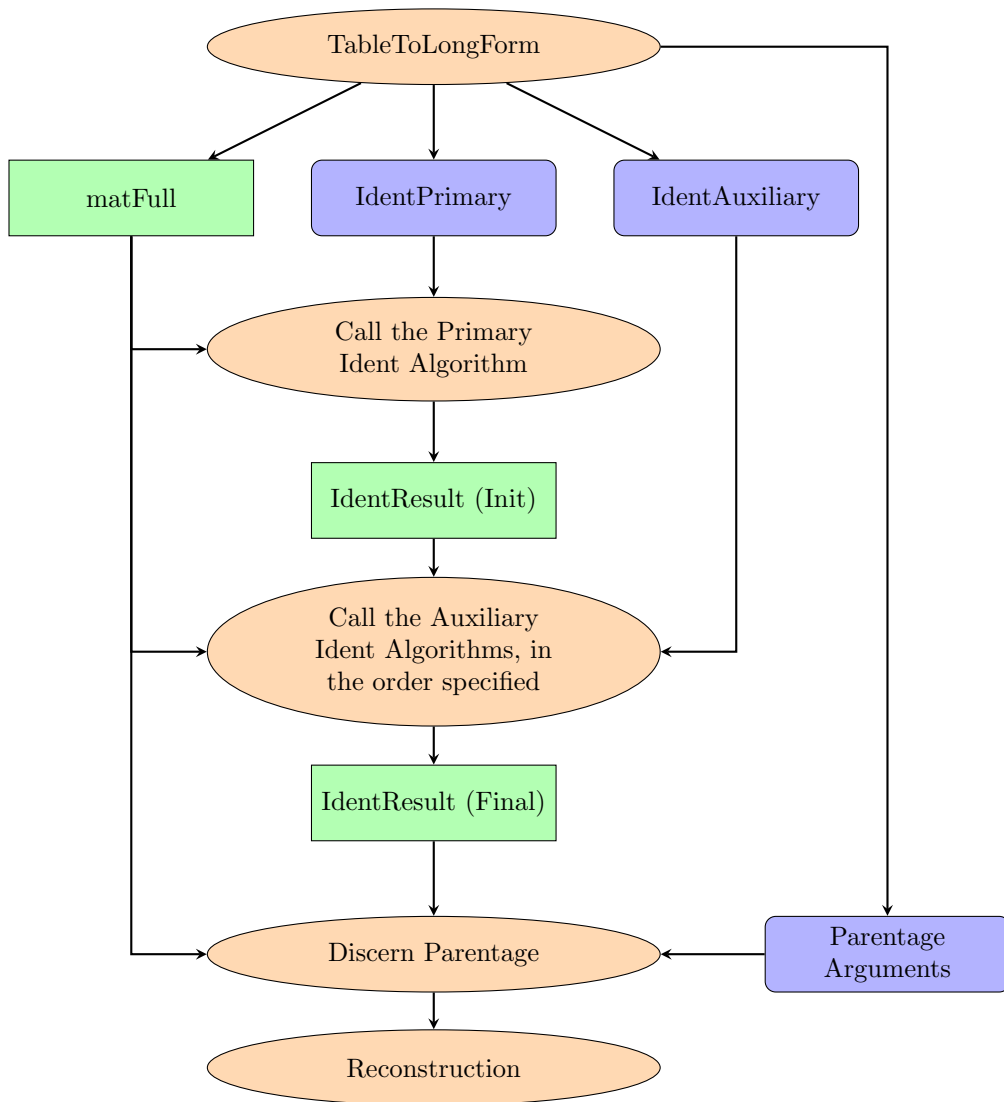 TableToLongForm
matFull
IdentPrimary
IdentAuxiliary
Call the Primary
Ident Algorithm
IdentResult (Init)
Call the Auxiliary
Ident Algorithms, in
the order specified
IdentResult (Final)
Discern Parentage
Parentage
Arguments
Reconstruction